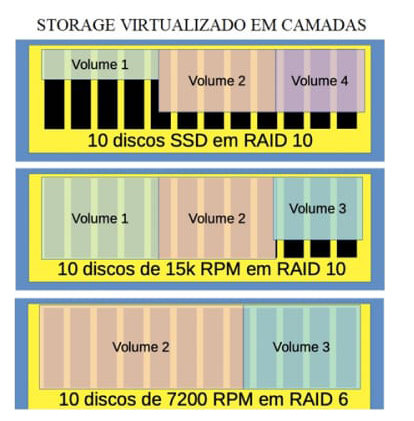 STORAGE VIRTUALIZADO EM CAMADAS
Volume 1
Volume 2
Volume 4
10 discos SSD em RAID 10
Volume 1
Volume 2
Volume 3
10 discos de 15k RPM em RAID 10
Volume 2
Volume 3
10 discos de 7200 RPM em RAID 6